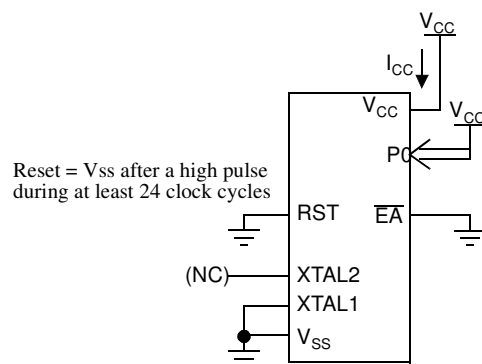 VCC
ICC
VCC
VCC
P0
Reset = Vss after a high pulse
during at least 24 clock cycles
RST
EA
(NC)
XTAL2
XTAL1
VSS